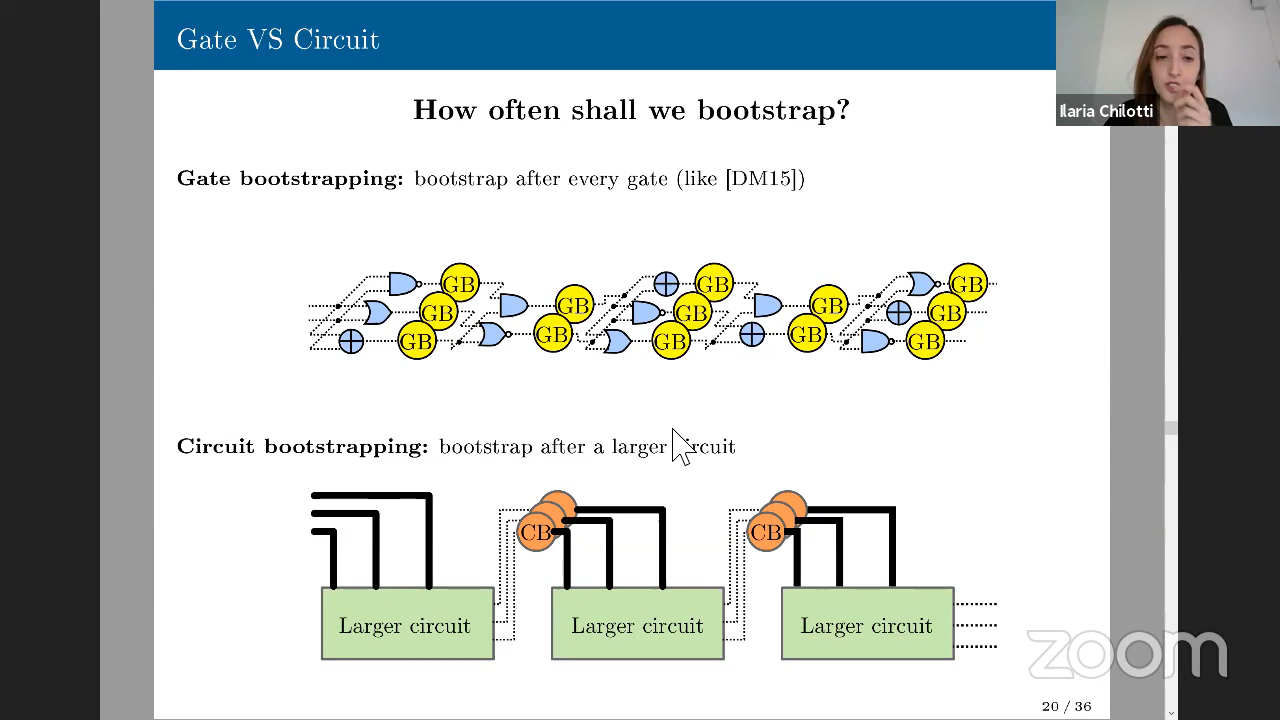 Gate VS Circuit
Ilaria Chilotti
How often shall we bootstrap?
Gate bootstrapping: bootstrap after every gate (like [DM15])
GB GB GB
GB GB
GB GB GB
GB GB
GB GB GB
Circuit bootstrapping: bootstrap after a larger circuit
CB CB
Larger circuit Larger circuit Larger circuit
zoom
20 / 36